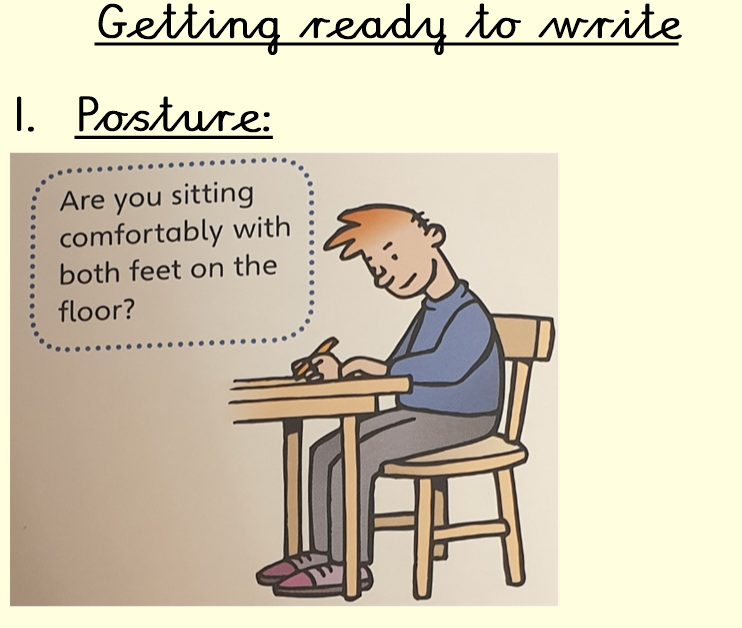 Getting ready to write
1. Posture:
Are you sitting
comfortably with
both feet on the
floor?